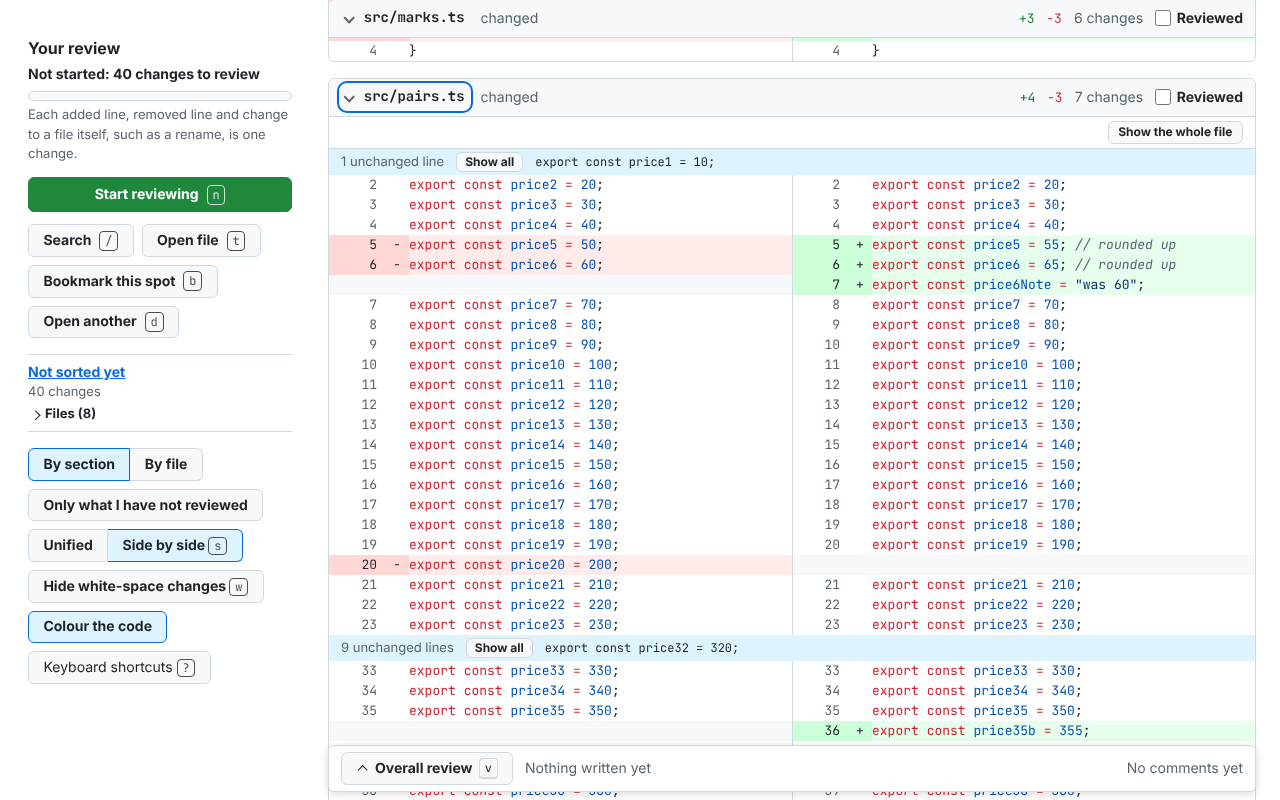 src/marks.ts changed +3 -3 6 changes Reviewed
4 } 4 }
Your review
Not started: 40 changes to review
Each added line, removed line and change
to a file itself, such as a rename, is one
change.
Start reviewing n
Search / Open file t
Bookmark this spot b
Open another d
Not sorted yet
40 changes
Files (8)
By section By file
Only what I have not reviewed
Unified Side by side s
Hide white-space changes w
Colour the code
Keyboard shortcuts ?
src/pairs.ts changed +4 -3 7 changes Reviewed
Show the whole file
1 unchanged line Show all export const price1 = 10;
2 export const price2 = 20; 2 export const price2 = 20;
3 export const price3 = 30; 3 export const price3 = 30;
4 export const price4 = 40; 4 export const price4 = 40;
5 - export const price5 = 50; 5 + export const price5 = 55; // rounded up
6 - export const price6 = 60; 6 + export const price6 = 65; // rounded up
7 + export const price6Note = "was 60";
7 export const price7 = 70; 8 export const price7 = 70;
8 export const price8 = 80; 9 export const price8 = 80;
9 export const price9 = 90; 10 export const price9 = 90;
10 export const price10 = 100; 11 export const price10 = 100;
11 export const price11 = 110; 12 export const price11 = 110;
12 export const price12 = 120; 13 export const price12 = 120;
13 export const price13 = 130; 14 export const price13 = 130;
14 export const price14 = 140; 15 export const price14 = 140;
15 export const price15 = 150; 16 export const price15 = 150;
16 export const price16 = 160; 17 export const price16 = 160;
17 export const price17 = 170; 18 export const price17 = 170;
18 export const price18 = 180; 19 export const price18 = 180;
19 export const price19 = 190; 20 export const price19 = 190;
20 - export const price20 = 200;
21 export const price21 = 210; 21 export const price21 = 210;
22 export const price22 = 220; 22 export const price22 = 220;
23 export const price23 = 230; 23 export const price23 = 230;
9 unchanged lines Show all export const price32 = 320;
33 export const price33 = 330; 33 export const price33 = 330;
34 export const price34 = 340; 34 export const price34 = 340;
35 export const price35 = 350; 35 export const price35 = 350;
36 + export const price35b = 355;
Overall review v Nothing written yet No comments yet